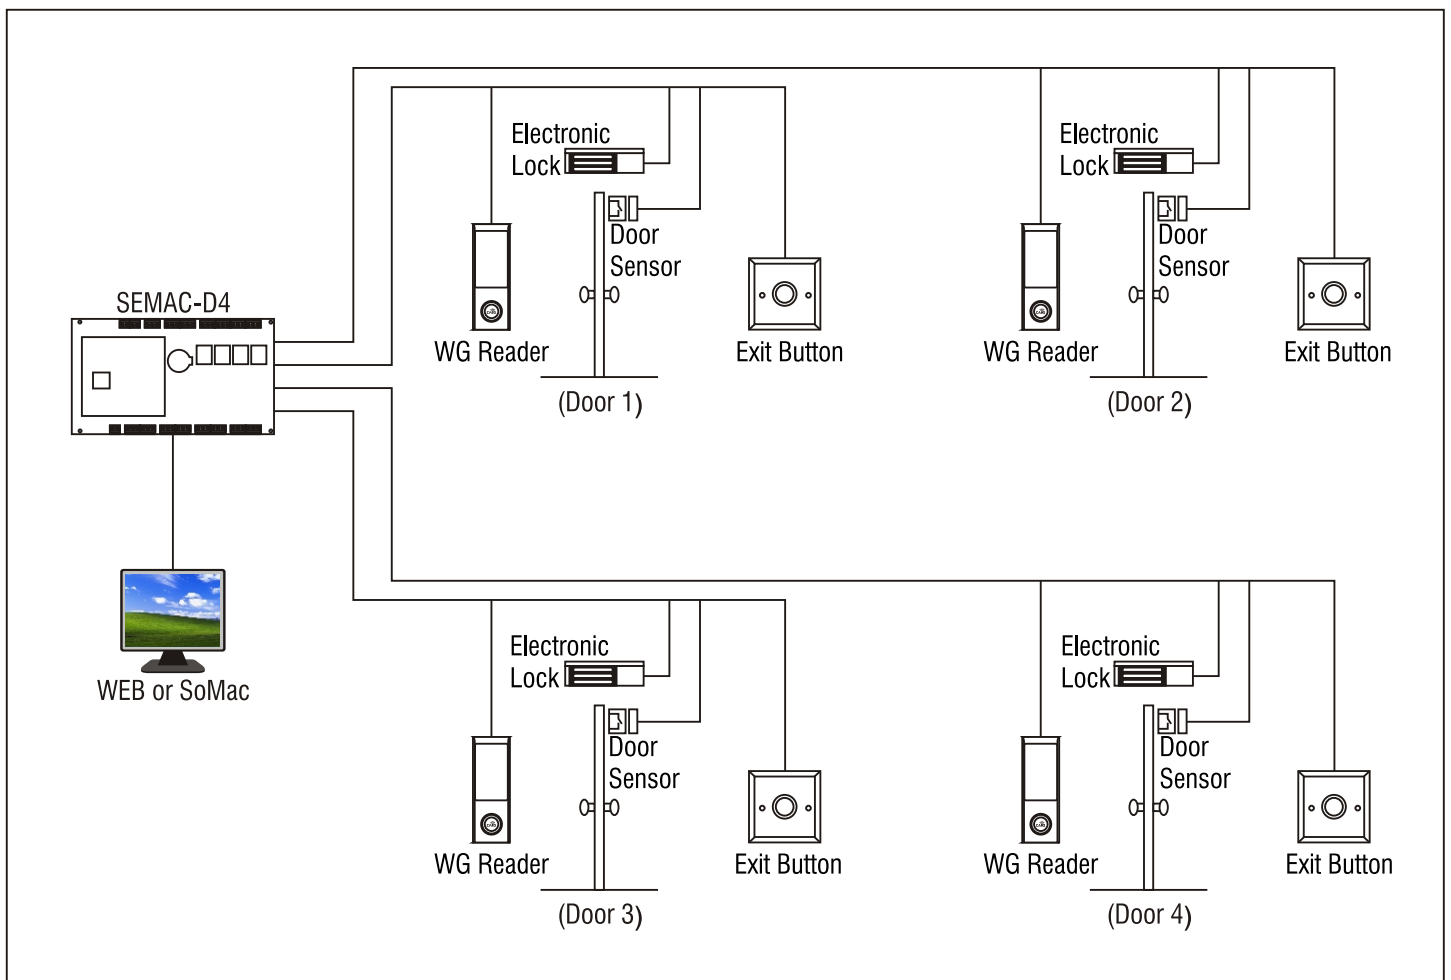 Electronic
Lock
Door
Sensor
WG Reader
Exit Button
(Door 1)
Electronic
Lock
Door
Sensor
WG Reader
Exit Button
(Door 2)
SEMAC-D4
WEB or SoMac
Electronic
Lock
Door
Sensor
WG Reader
Exit Button
(Door 3)
Electronic
Lock
Door
Sensor
WG Reader
Exit Button
(Door 4)